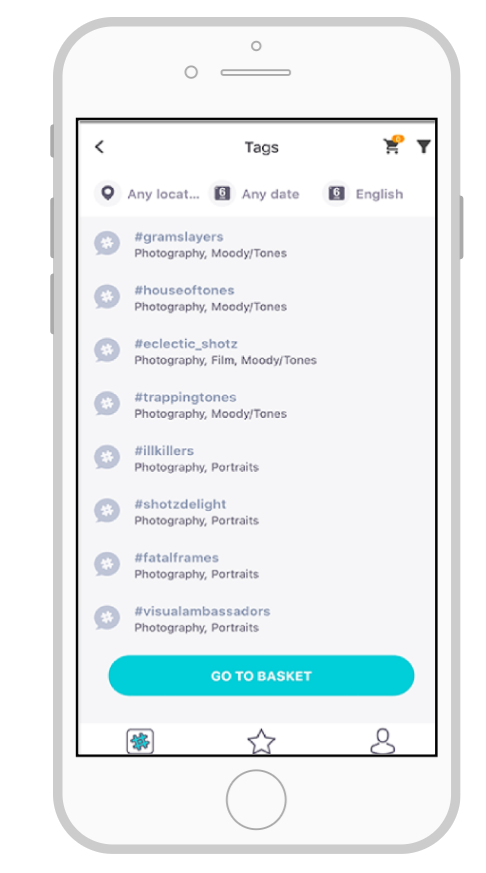 Tags
Any locat... Any date English
#gramslayers
Photography, Moody/Tones
#houseoftones
Photography, Moody/Tones
#eclectic_shotz
Photography, Film, Moody/Tones
#trappingtones
Photography, Moody/Tones
#illkillers
Photography, Portraits
#shotzdelight
Photography, Portraits
#fatalframes
Photography, Portraits
#visualambassadors
Photography, Portraits
GO TO BASKET